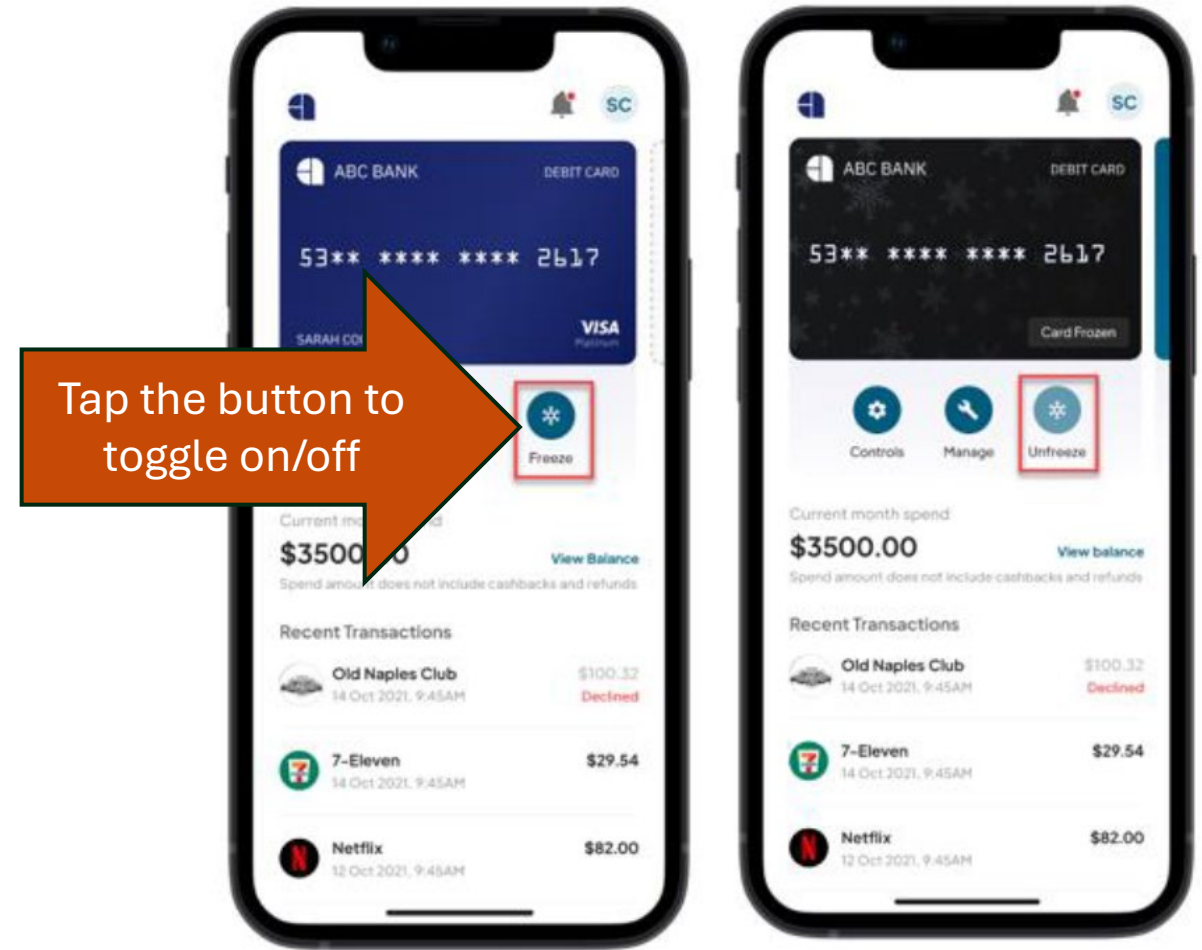 SC
ABC BANK DEBIT CARD
53** **** **** 2617
SARAH CO
VISA
Platinum
Tap the button to
toggle on/off
Freeze
Current mo
$3500 0
View Balance
Spend amount does not include cashbacks and refunds
Recent Transactions
Old Naples Club $100.32
14 Oct 2021, 9:45AM Declined
7-Eleven $29.54
14 Oct 2021, 9:45AM
Netflix $82.00
12 Oct 2021, 9:45AM
SC
ABC BANK DEBIT CARD
53** **** **** 2617
Card Frozen
Controls Manage Unfreeze
Current month spend
$3500.00 View balance
Spend amount does not include cashbacks and refunds
Recent Transactions
Old Naples Club $100.32
14 Oct 2021, 9:45AM Declined
7-Eleven $29.54
14 Oct 2021, 9:45AM
Netflix $82.00
12 Oct 2021, 9:45AM